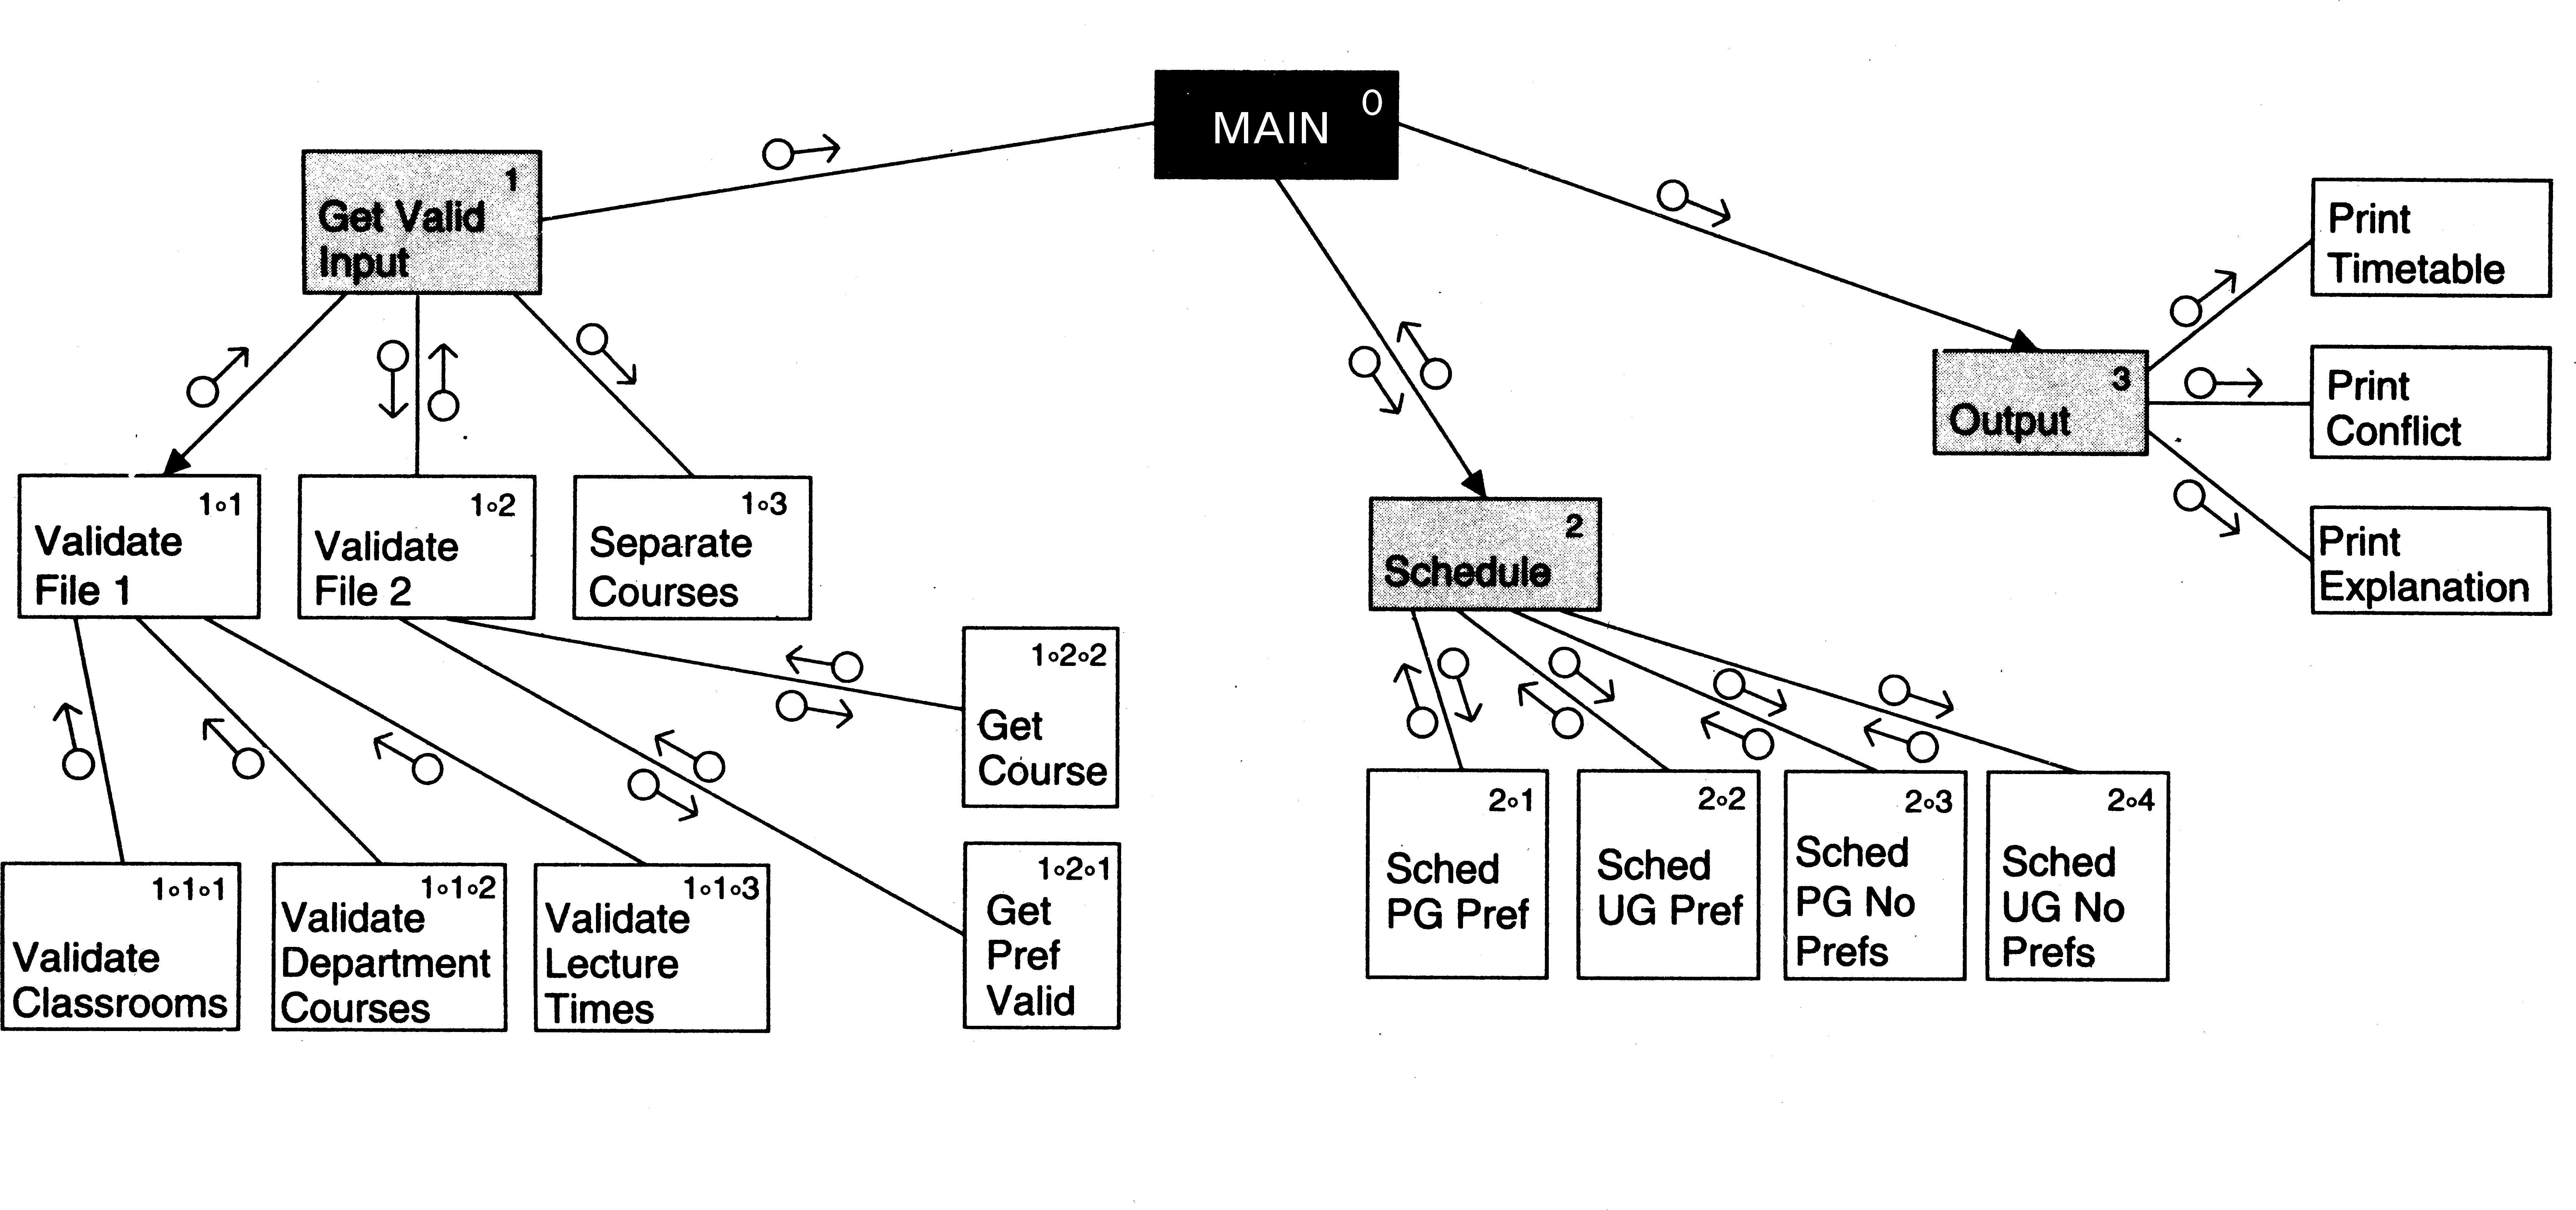 0
MAIN
1
Get Valid
Input
3
Output
Print
Timetable
Print
Conflict
Print
Explanation
1∘1
Validate
File 1
1∘2
Validate
File 2
1∘3
Separate
Courses
2
Schedule
1∘2∘2
Get
Course
1∘1∘1
Validate
Classrooms
1∘1∘2
Validate
Department
Courses
1∘1∘3
Validate
Lecture
Times
1∘2∘1
Get
Pref
Valid
2∘1
Sched
PG Pref
2∘2
Sched
UG Pref
2∘3
Sched
PG No
Prefs
2∘4
Sched
UG No
Prefs